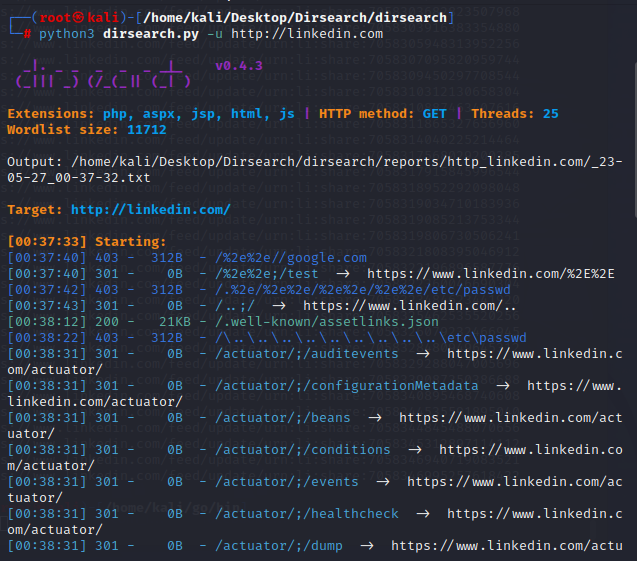 ┌──(root㉿kali)-[/home/kali/Desktop/Dirsearch/dirsearch]
└─# python3 dirsearch.py -u http://linkedin.com
dirsearch v0.4.3
Extensions: php, aspx, jsp, html, js | HTTP method: GET | Threads: 25
Wordlist size: 11712
Output: /home/kali/Desktop/Dirsearch/dirsearch/reports/http_linkedin.com/_23-
05-27_00-37-32.txt
Target: http://linkedin.com/
[00:37:33] Starting:
[00:37:40] 403 -  312B  - /%2e%2e//google.com
[00:37:40] 301 -    0B  - /%2e%2e;/test  →  https://www.linkedin.com/%2E%2E
[00:37:42] 403 -  312B  - /.%2e/%2e%2e/%2e%2e/%2e%2e/etc/passwd
[00:37:43] 301 -    0B  - /..;/  →  https://www.linkedin.com/..
[00:38:12] 200 -   21KB - /.well-known/assetlinks.json
[00:38:22] 403 -  312B  - /\..\..\..\..\..\..\..\..\..\etc\passwd
[00:38:31] 301 -    0B  - /actuator/;/auditevents  →  https://www.linkedin.c
om/actuator/
[00:38:31] 301 -    0B  - /actuator/;/configurationMetadata  →  https://www.
linkedin.com/actuator/
[00:38:31] 301 -    0B  - /actuator/;/beans  →  https://www.linkedin.com/act
uator/
[00:38:31] 301 -    0B  - /actuator/;/conditions  →  https://www.linkedin.co
m/actuator/
[00:38:31] 301 -    0B  - /actuator/;/events  →  https://www.linkedin.com/ac
tuator/
[00:38:31] 301 -    0B  - /actuator/;/healthcheck  →  https://www.linkedin.c
om/actuator/
[00:38:31] 301 -    0B  - /actuator/;/dump  →  https://www.linkedin.com/actu